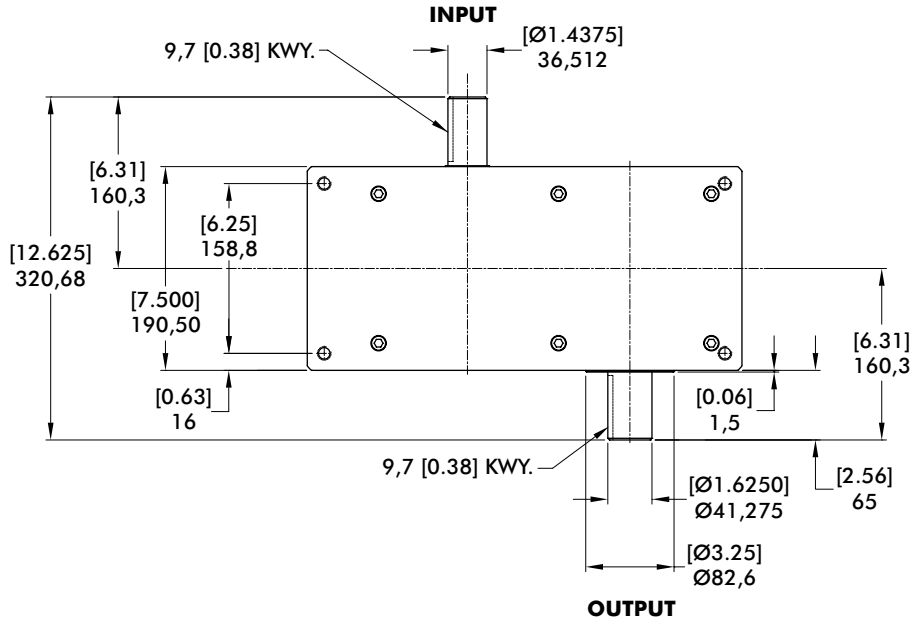 INPUT
9,7 [0.38] KWY.
[Ø1.4375]
36,512
[6.31]
160,3
[6.25]
158,8
[12.625]
320,68
[7.500]
190,50
[6.31]
160,3
[0.63]
16
[0.06]
1,5
9,7 [0.38] KWY.
[2.56]
65
[Ø1.6250]
Ø41,275
[Ø3.25]
Ø82,6
OUTPUT